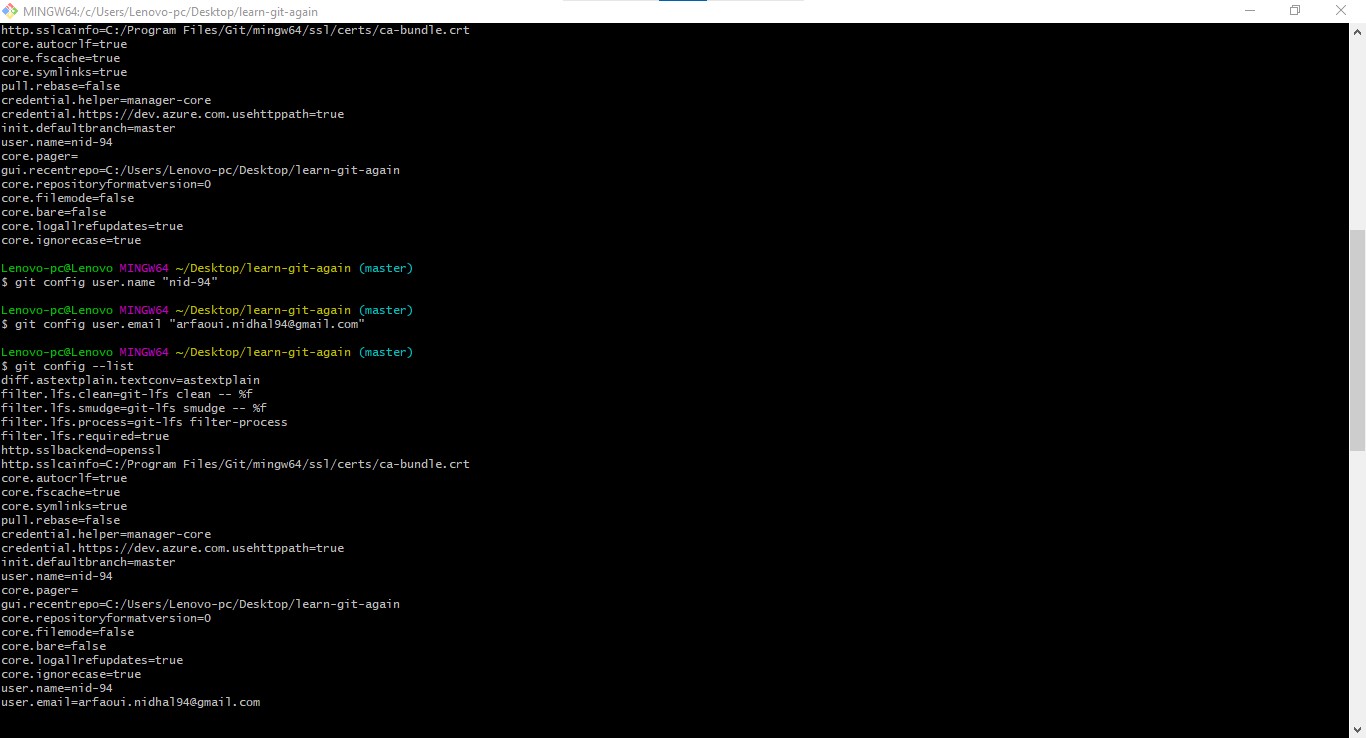 MINGW64:/c/Users/Lenovo-pc/Desktop/learn-git-again
http.sslcainfo=C:/Program Files/Git/mingw64/ssl/certs/ca-bundle.crt
core.autocrlf=true
core.fscache=true
core.symlinks=true
pull.rebase=false
credential.helper=manager-core
credential.https://dev.azure.com.usehttppath=true
init.defaultbranch=master
user.name=nid-94
core.pager=
gui.recentrepo=C:/Users/Lenovo-pc/Desktop/learn-git-again
core.repositoryformatversion=0
core.filemode=false
core.bare=false
core.logallrefupdates=true
core.ignorecase=true
Lenovo-pc@Lenovo MINGW64 ~/Desktop/learn-git-again (master)
$ git config user.name "nid-94"
Lenovo-pc@Lenovo MINGW64 ~/Desktop/learn-git-again (master)
$ git config user.email "arfaoui.nidhal94@gmail.com"
Lenovo-pc@Lenovo MINGW64 ~/Desktop/learn-git-again (master)
$ git config --list
diff.astextplain.textconv=astextplain
filter.lfs.clean=git-lfs clean -- %f
filter.lfs.smudge=git-lfs smudge -- %f
filter.lfs.process=git-lfs filter-process
filter.lfs.required=true
http.sslbackend=openssl
http.sslcainfo=C:/Program Files/Git/mingw64/ssl/certs/ca-bundle.crt
core.autocrlf=true
core.fscache=true
core.symlinks=true
pull.rebase=false
credential.helper=manager-core
credential.https://dev.azure.com.usehttppath=true
init.defaultbranch=master
user.name=nid-94
core.pager=
gui.recentrepo=C:/Users/Lenovo-pc/Desktop/learn-git-again
core.repositoryformatversion=0
core.filemode=false
core.bare=false
core.logallrefupdates=true
core.ignorecase=true
user.name=nid-94
user.email=arfaoui.nidhal94@gmail.com